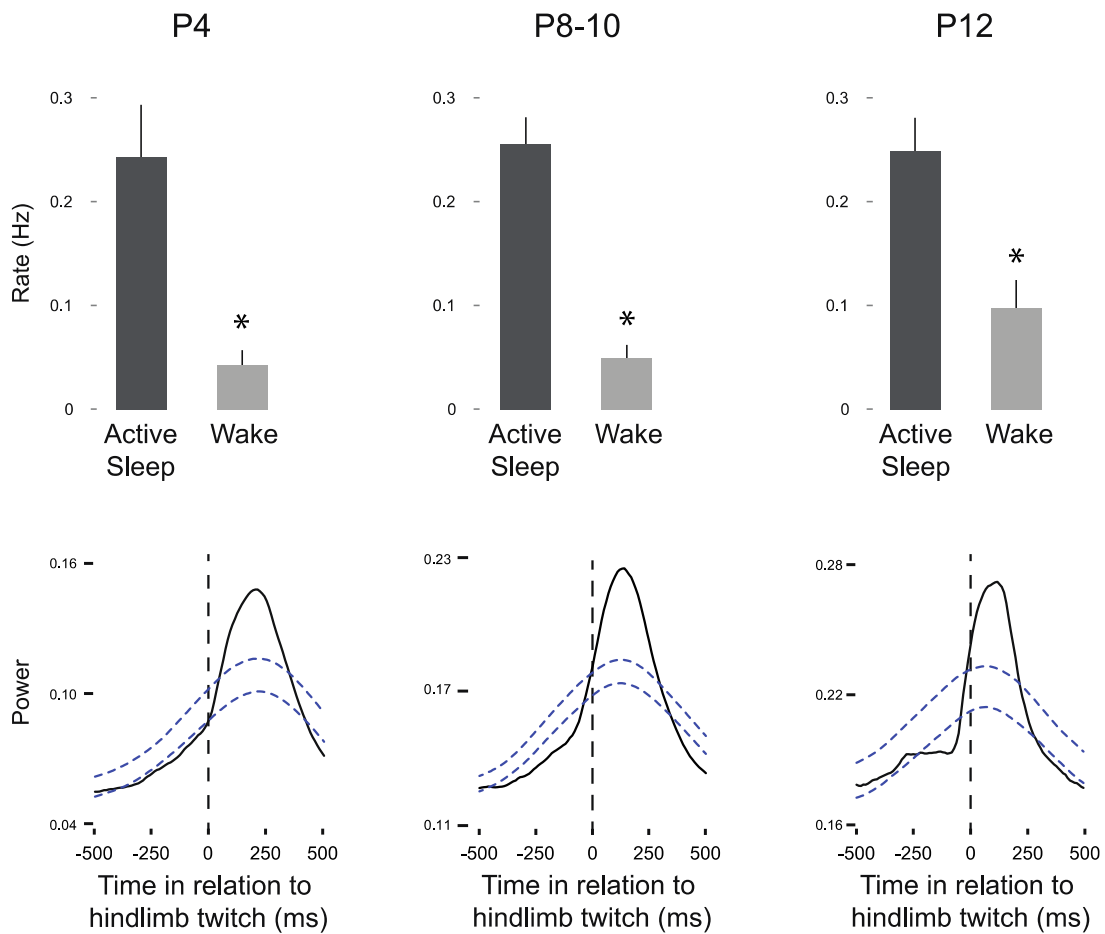 P4 P8-10 P12
0.3 0.3 0.3
0.2 0.2 0.2
Rate (Hz)
* * *
0.1 0.1 0.1
0 0 0
Active Wake Active Wake Active Wake
Sleep Sleep Sleep
0.16 0.23 0.28
Power
0.10 0.17 0.22
0.04 0.11 0.16
-500 -250 0 250 500 -500 -250 0 250 500 -500 -250 0 250 500
Time in relation to Time in relation to Time in relation to
hindlimb twitch (ms) hindlimb twitch (ms) hindlimb twitch (ms)